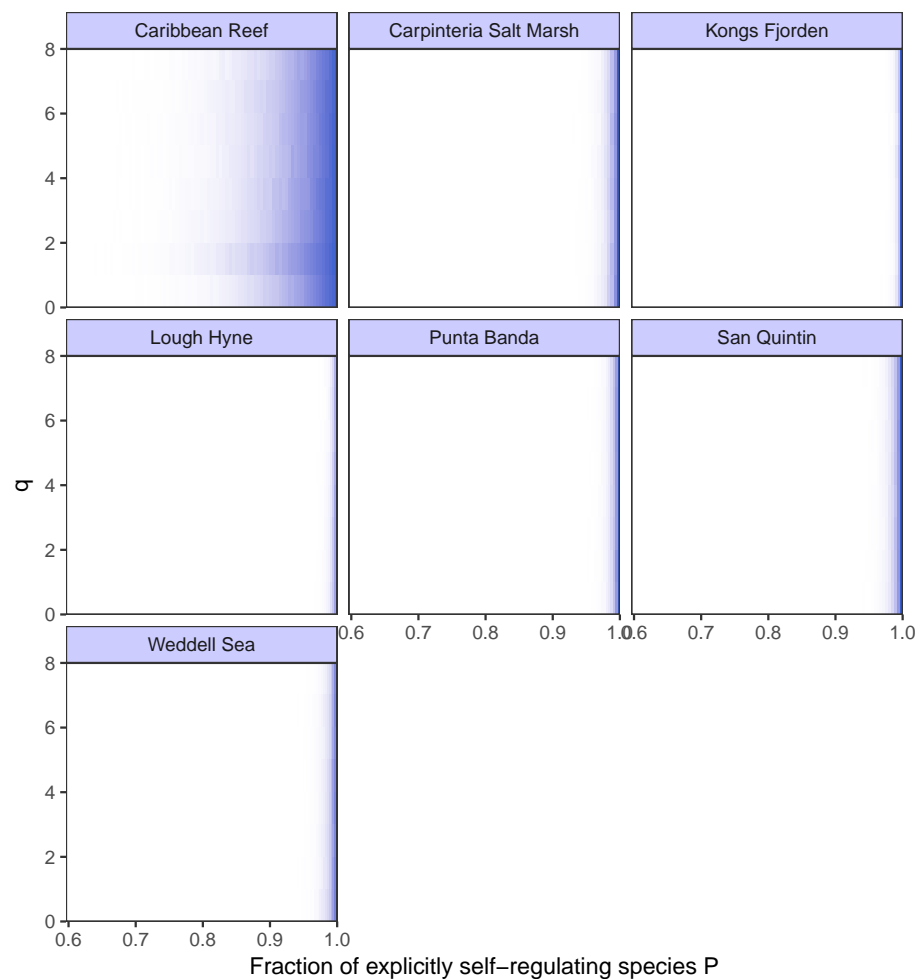 Caribbean Reef Carpinteria Salt Marsh Kongs Fjorden
8
6
4
2
0
Lough Hyne Punta Banda San Quintin
8
6
q
4
2
0
0.6 0.7 0.8 0.9 1.0 0.6 0.7 0.8 0.9 1.0
Weddell Sea
8
6
4
2
0
0.6 0.7 0.8 0.9 1.0
Fraction of explicitly self−regulating species P